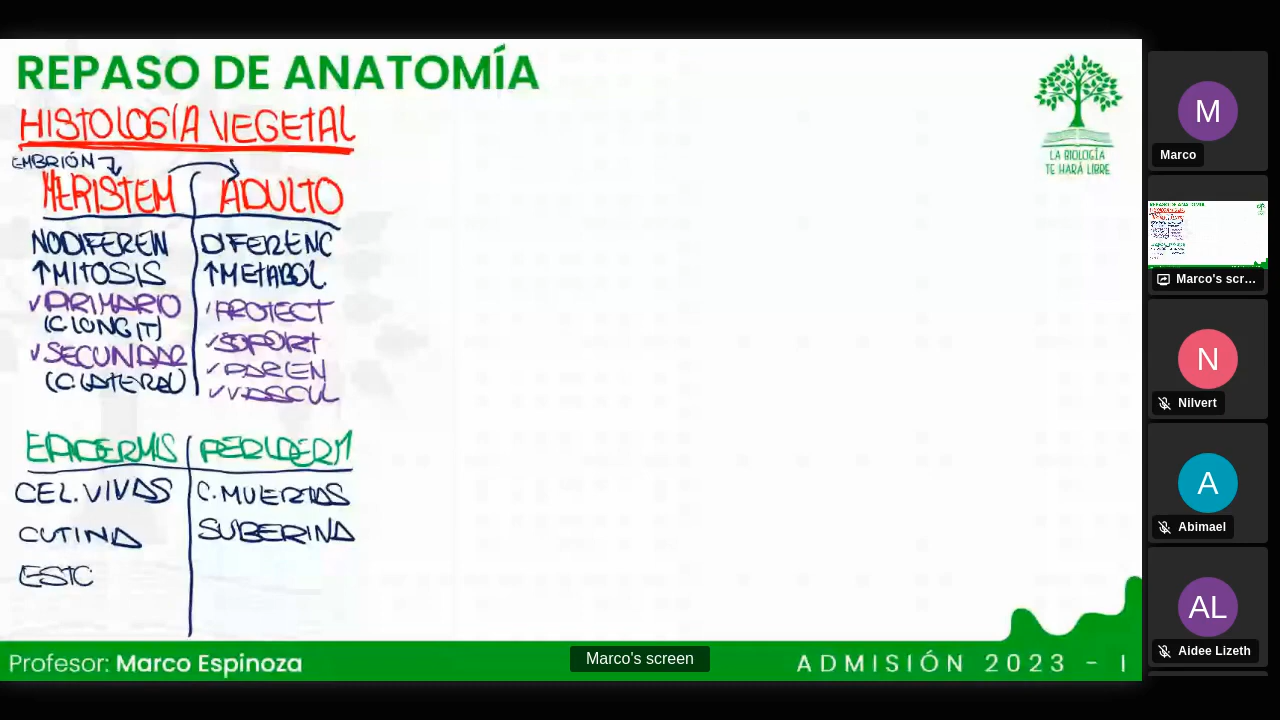 REPASO DE ANATOMÍA
HISTOLOGÍA VEGETAL
EMBRIÓN
MERISTEM ADULTO
NODIFEREN DIFERENC
↑MITOSIS ↑METABOL.
✓PRIMARIO ✓PROTECT
(C LONGIT) ✓SOPORT
✓SECUNDAR ✓PAREN
(C LATERAL) ✓VASCUL
EPIDERMIS PERIDERM
CEL. VIVAS C. MUERTAS
CUTINA SUBERINA
ESTO
LA BIOLOGÍA
TE HARÁ LIBRE
Profesor: Marco Espinoza
Marco's screen
ADMISIÓN 2023 - I
M
Marco
Marco's scr...
N
Nilvert
A
Abimael
AL
Aidee Lizeth